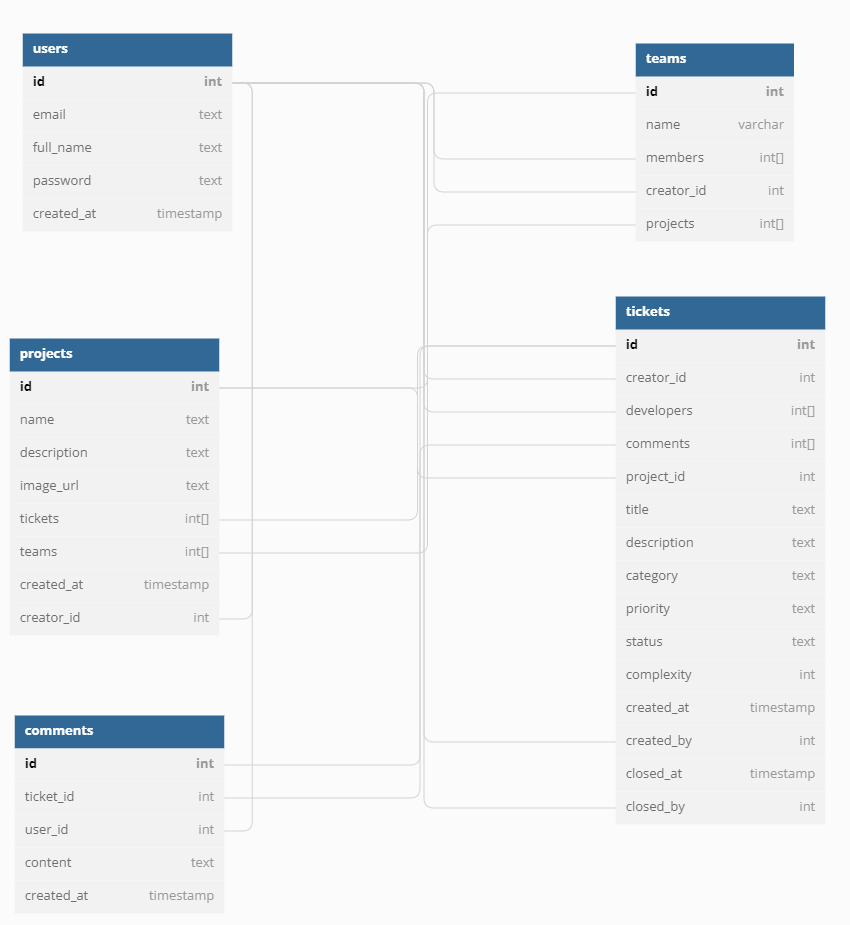 users
id int
email text
full_name text
password text
created_at timestamp
teams
id int
name varchar
members int[]
creator_id int
projects int[]
projects
id int
name text
description text
image_url text
tickets int[]
teams int[]
created_at timestamp
creator_id int
tickets
id int
creator_id int
developers int[]
comments int[]
project_id int
title text
description text
category text
priority text
status text
complexity int
created_at timestamp
created_by int
closed_at timestamp
closed_by int
comments
id int
ticket_id int
user_id int
content text
created_at timestamp